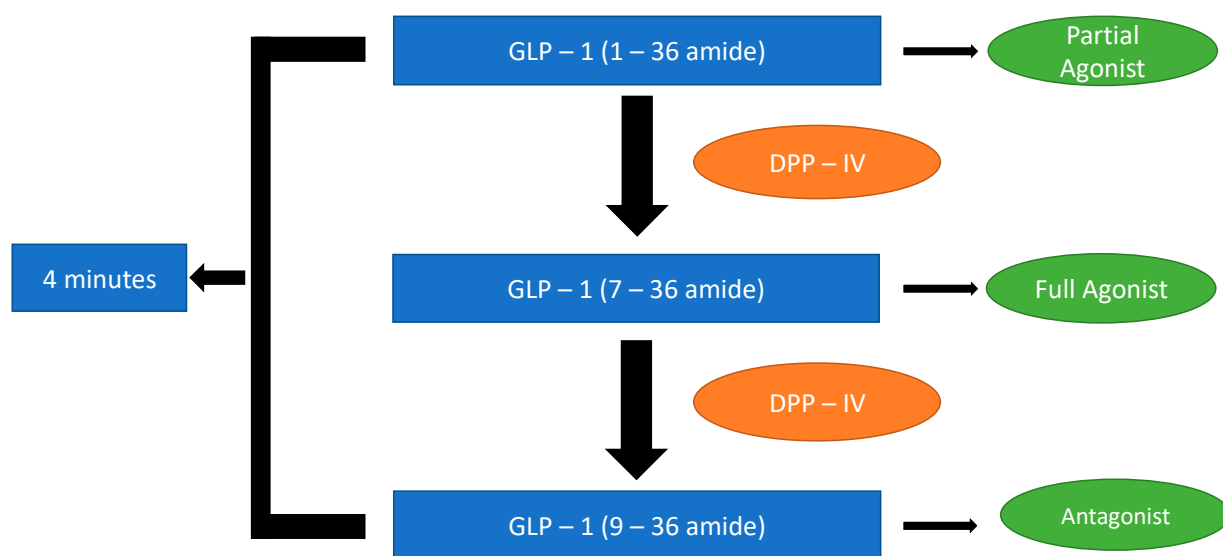 GLP – 1 (1 – 36 amide)
Partial
Agonist
DPP – IV
4 minutes
GLP – 1 (7 – 36 amide)
Full Agonist
DPP – IV
GLP – 1 (9 – 36 amide)
Antagonist